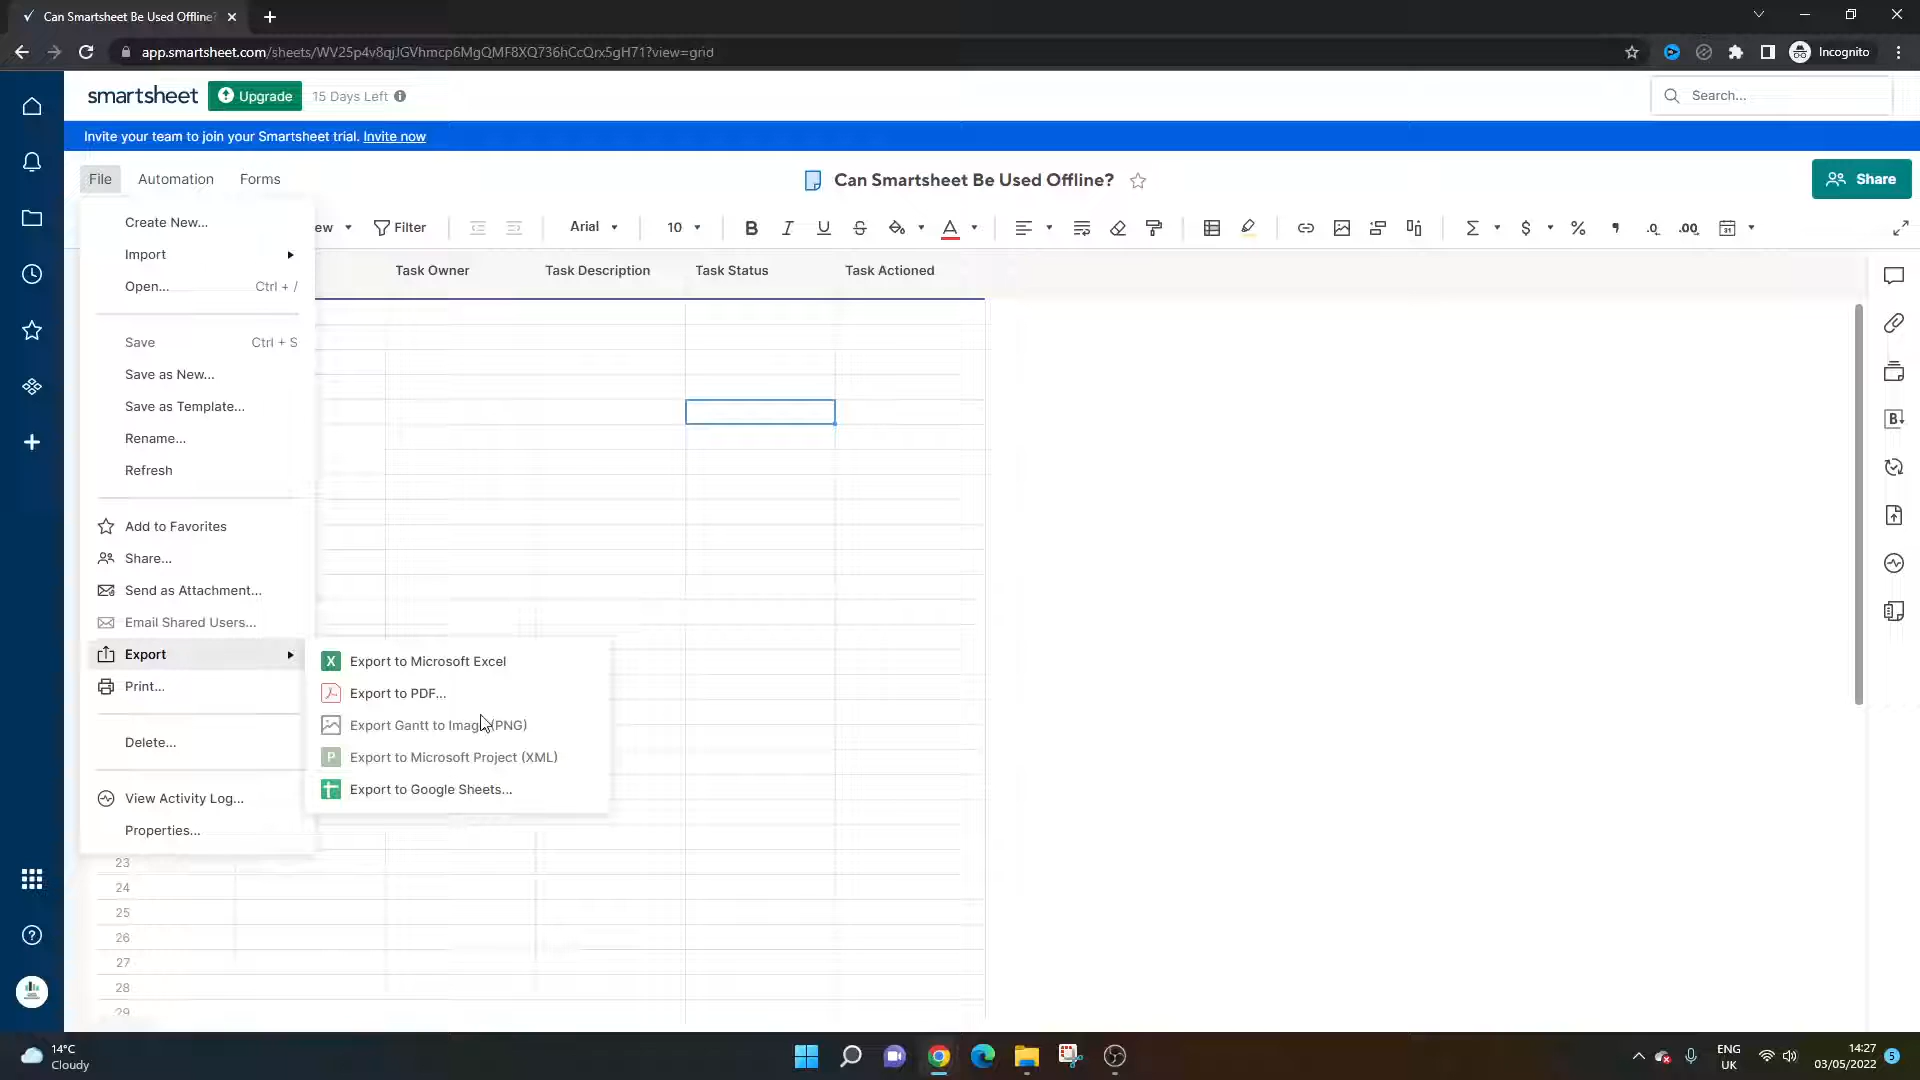 Can Smartsheet Be Used Offline?
app.smartsheet.com/sheets/WV25p4v8qjJGVhmcp6MgQMF8XQ736hCcQrx5gH71?view=grid
Incognito
smartsheet
Upgrade
15 Days Left
Search...
Invite your team to join your Smartsheet trial. Invite now
File
Automation
Forms
Can Smartsheet Be Used Offline?
Share
ew
Filter
Arial
10
Task Owner
Task Description
Task Status
Task Actioned
Create New...
Import
Open... Ctrl + /
Save Ctrl + S
Save as New...
Save as Template...
Rename...
Refresh
Add to Favorites
Share...
Send as Attachment...
Email Shared Users...
Export
Print...
Delete...
View Activity Log...
Properties...
Export to Microsoft Excel
Export to PDF...
Export Gantt to Image (PNG)
Export to Microsoft Project (XML)
Export to Google Sheets...
23
24
25
26
27
28
29
14°C
Cloudy
ENG
UK
14:27
03/05/2022
5